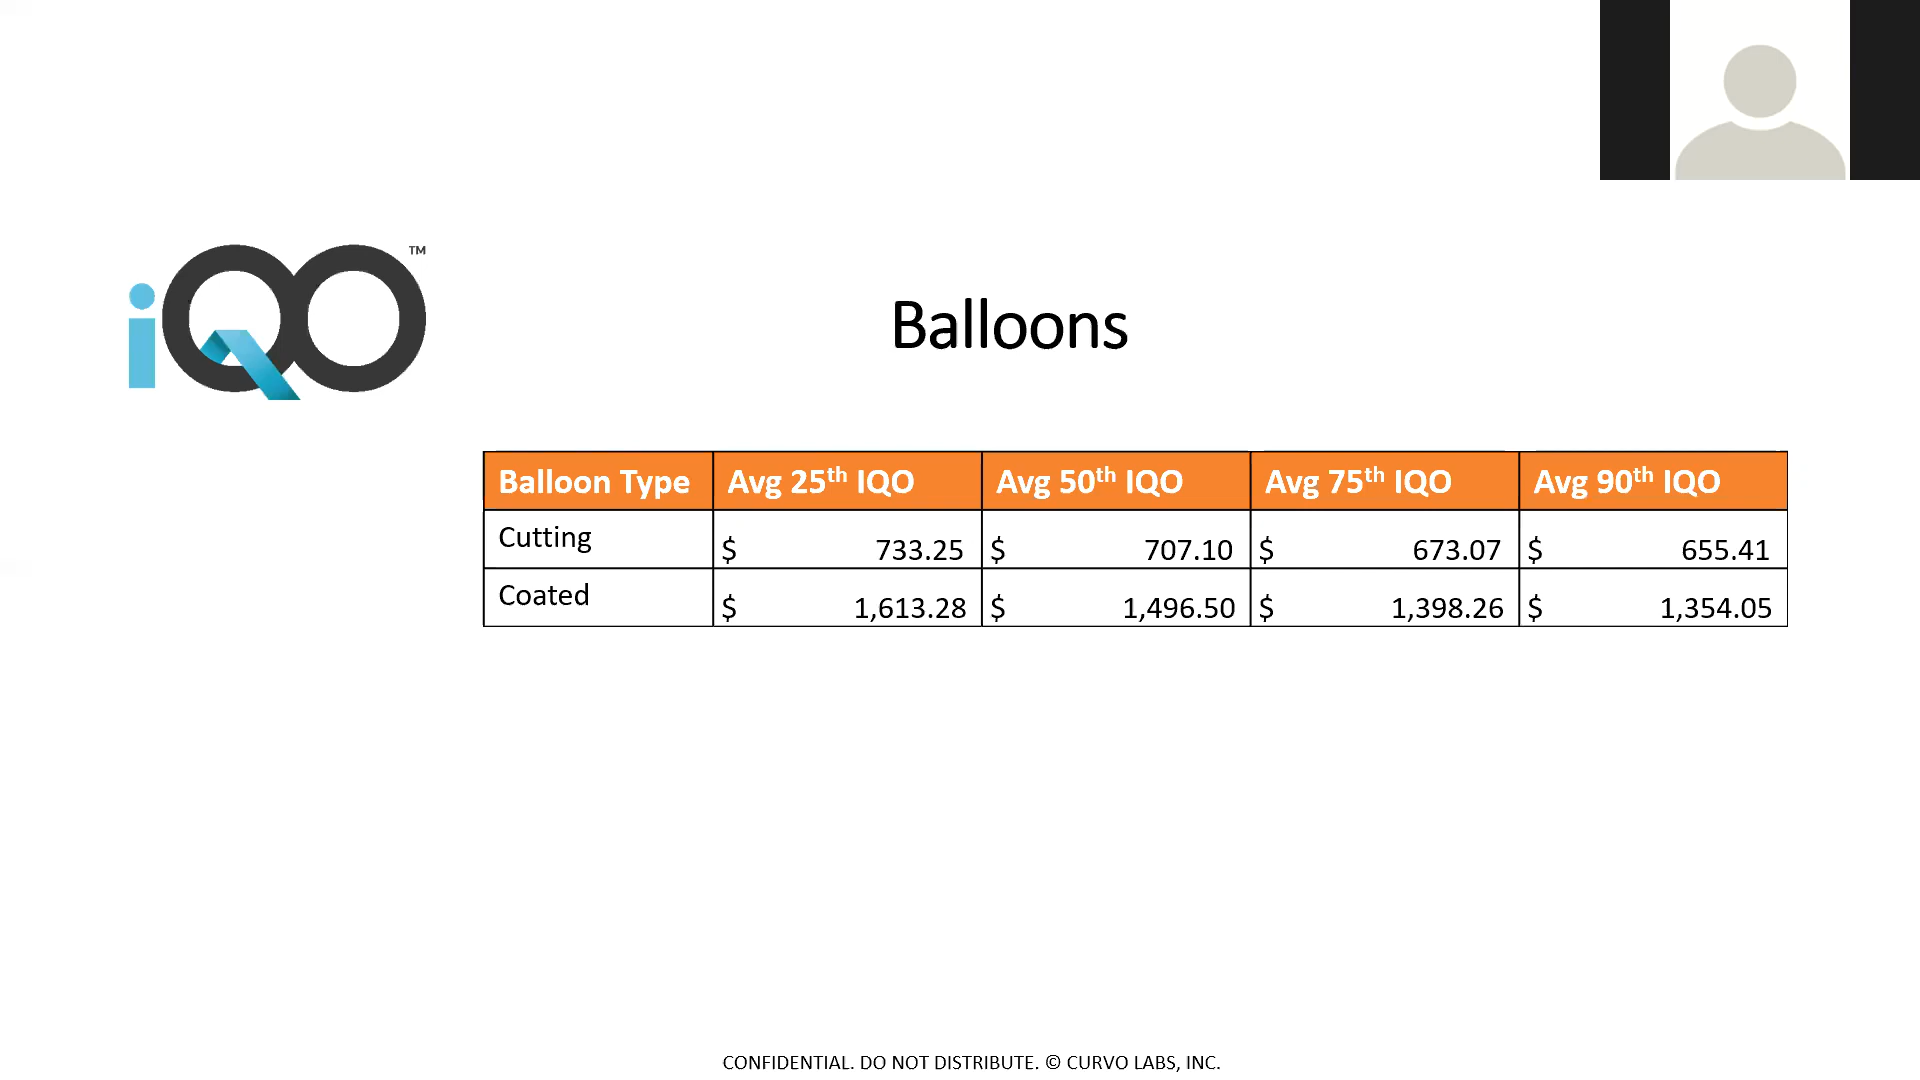 iQO™
Balloons
Balloon Type Avg 25th IQO Avg 50th IQO Avg 75th IQO Avg 90th IQO
Cutting $ 733.25 $ 707.10 $ 673.07 $ 655.41
Coated $ 1,613.28 $ 1,496.50 $ 1,398.26 $ 1,354.05
CONFIDENTIAL. DO NOT DISTRIBUTE. © CURVO LABS, INC.